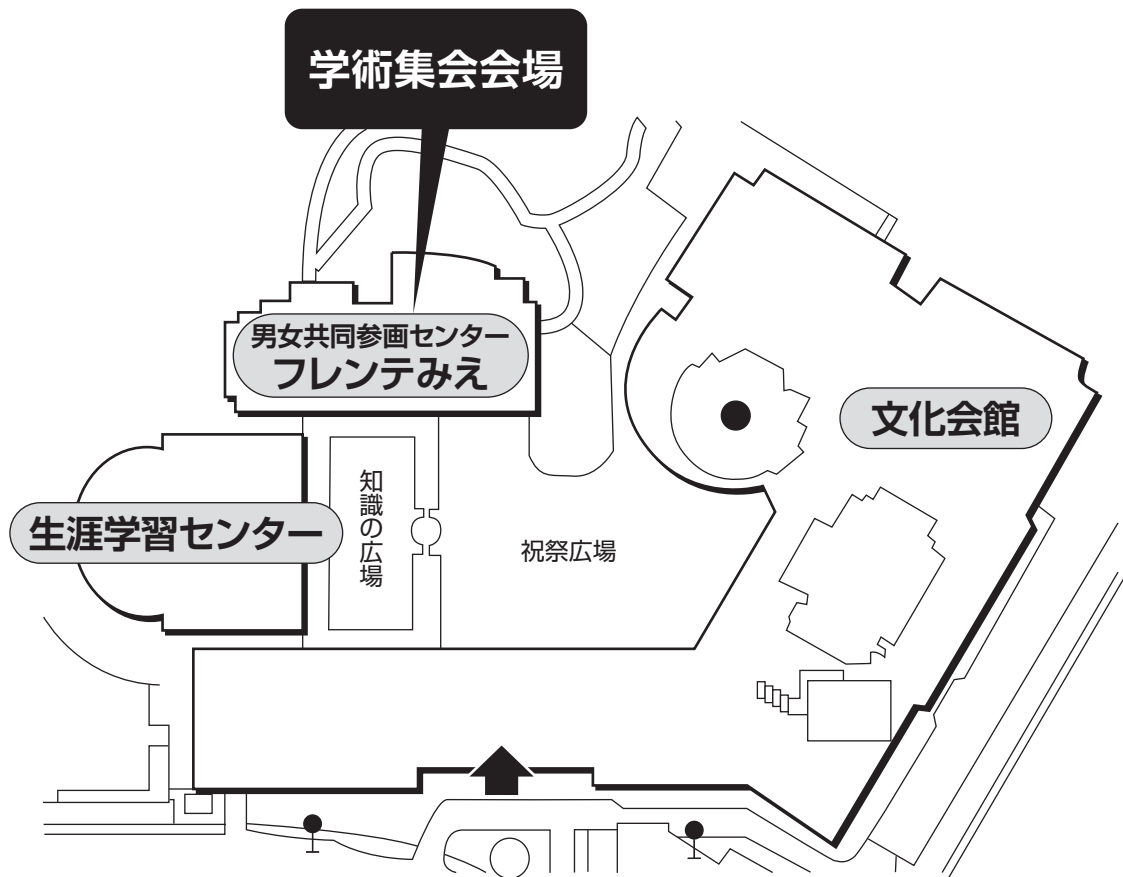 学術集会会場
男女共同参画センター
フレンテみえ
文化会館
生涯学習センター
知識の広場
祝祭広場